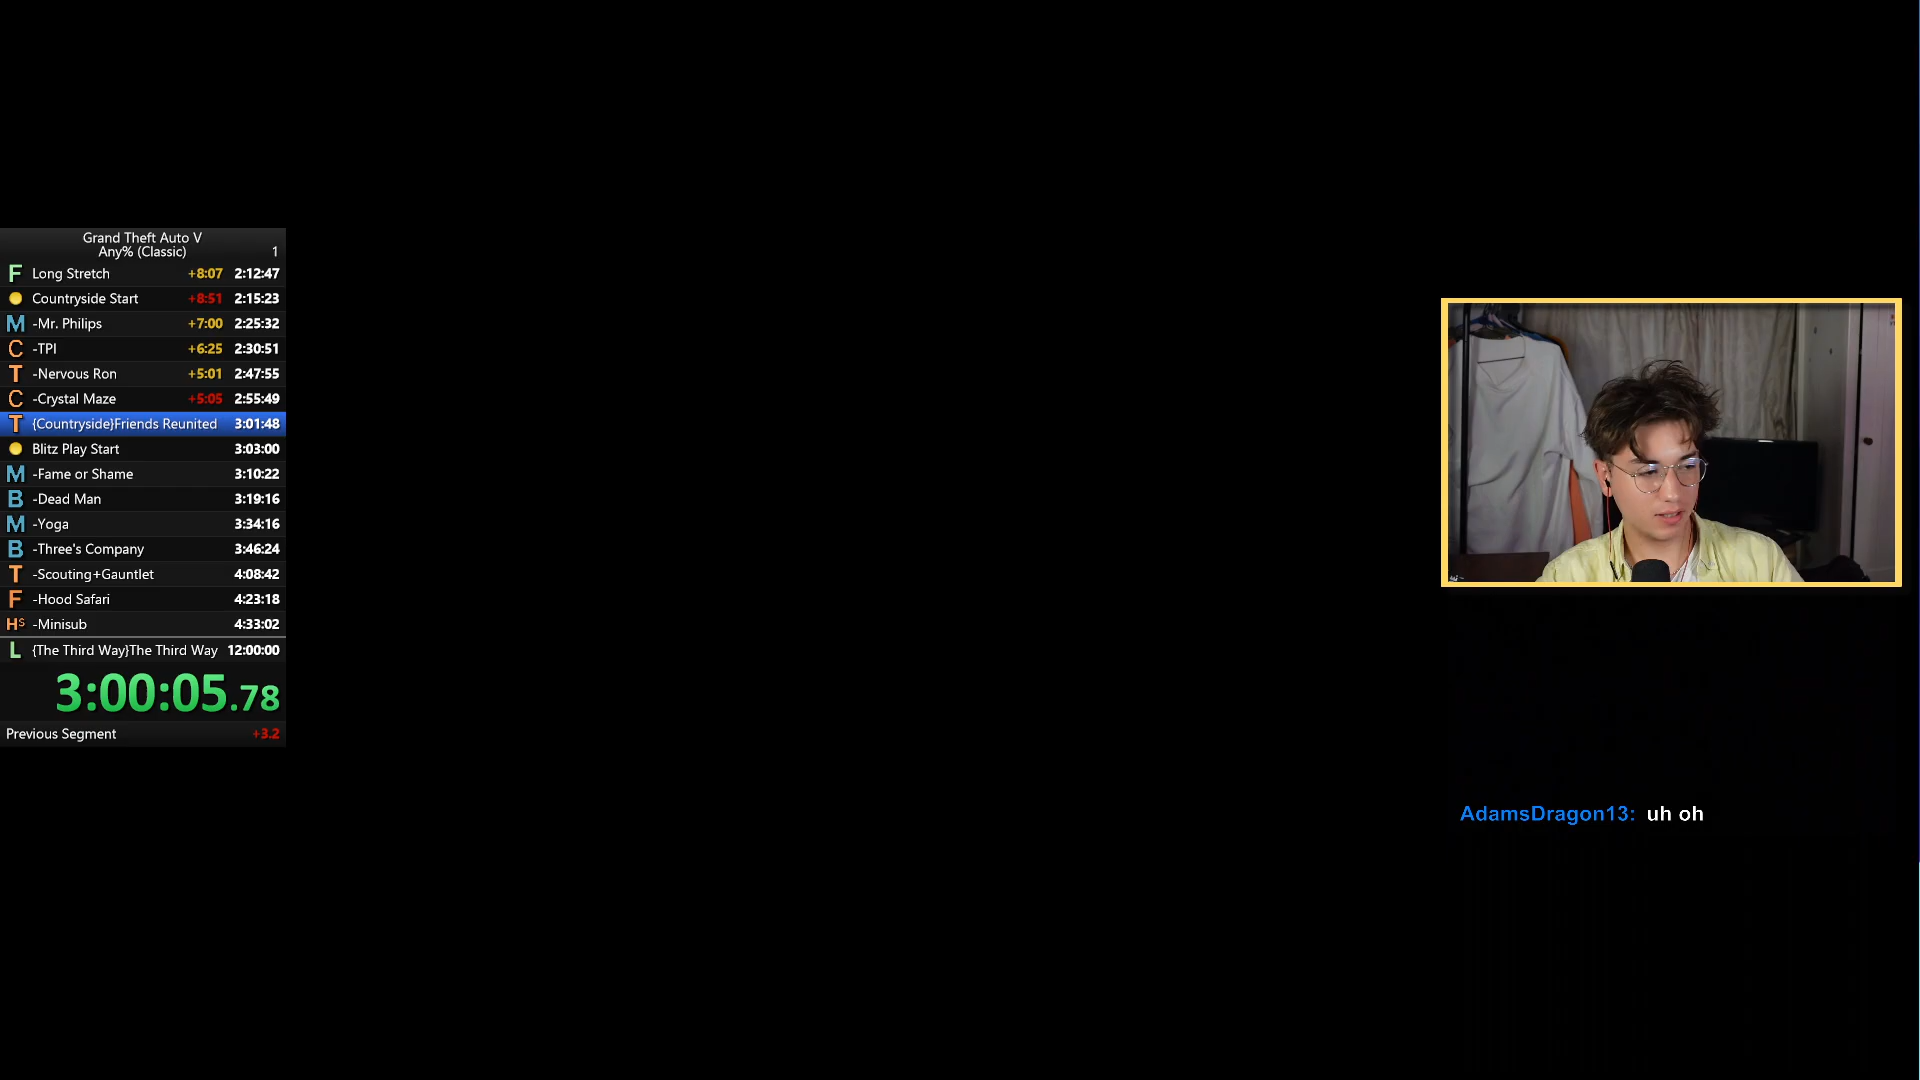 Grand Theft Auto V
Any% (Classic) 1
F Long Stretch +8:07 2:12:47
Countryside Start +8:51 2:15:23
M -Mr. Philips +7:00 2:25:32
C -TPI +6:25 2:30:51
T -Nervous Ron +5:01 2:47:55
C -Crystal Maze +5:05 2:55:49
T {Countryside}Friends Reunited 3:01:48
Blitz Play Start 3:03:00
M -Fame or Shame 3:10:22
B -Dead Man 3:19:16
M -Yoga 3:34:16
B -Three's Company 3:46:24
T -Scouting+Gauntlet 4:08:42
F -Hood Safari 4:23:18
HS -Minisub 4:33:02
L {The Third Way}The Third Way 12:00:00
3:00:05.78
Previous Segment +3.2
AdamsDragon13: uh oh